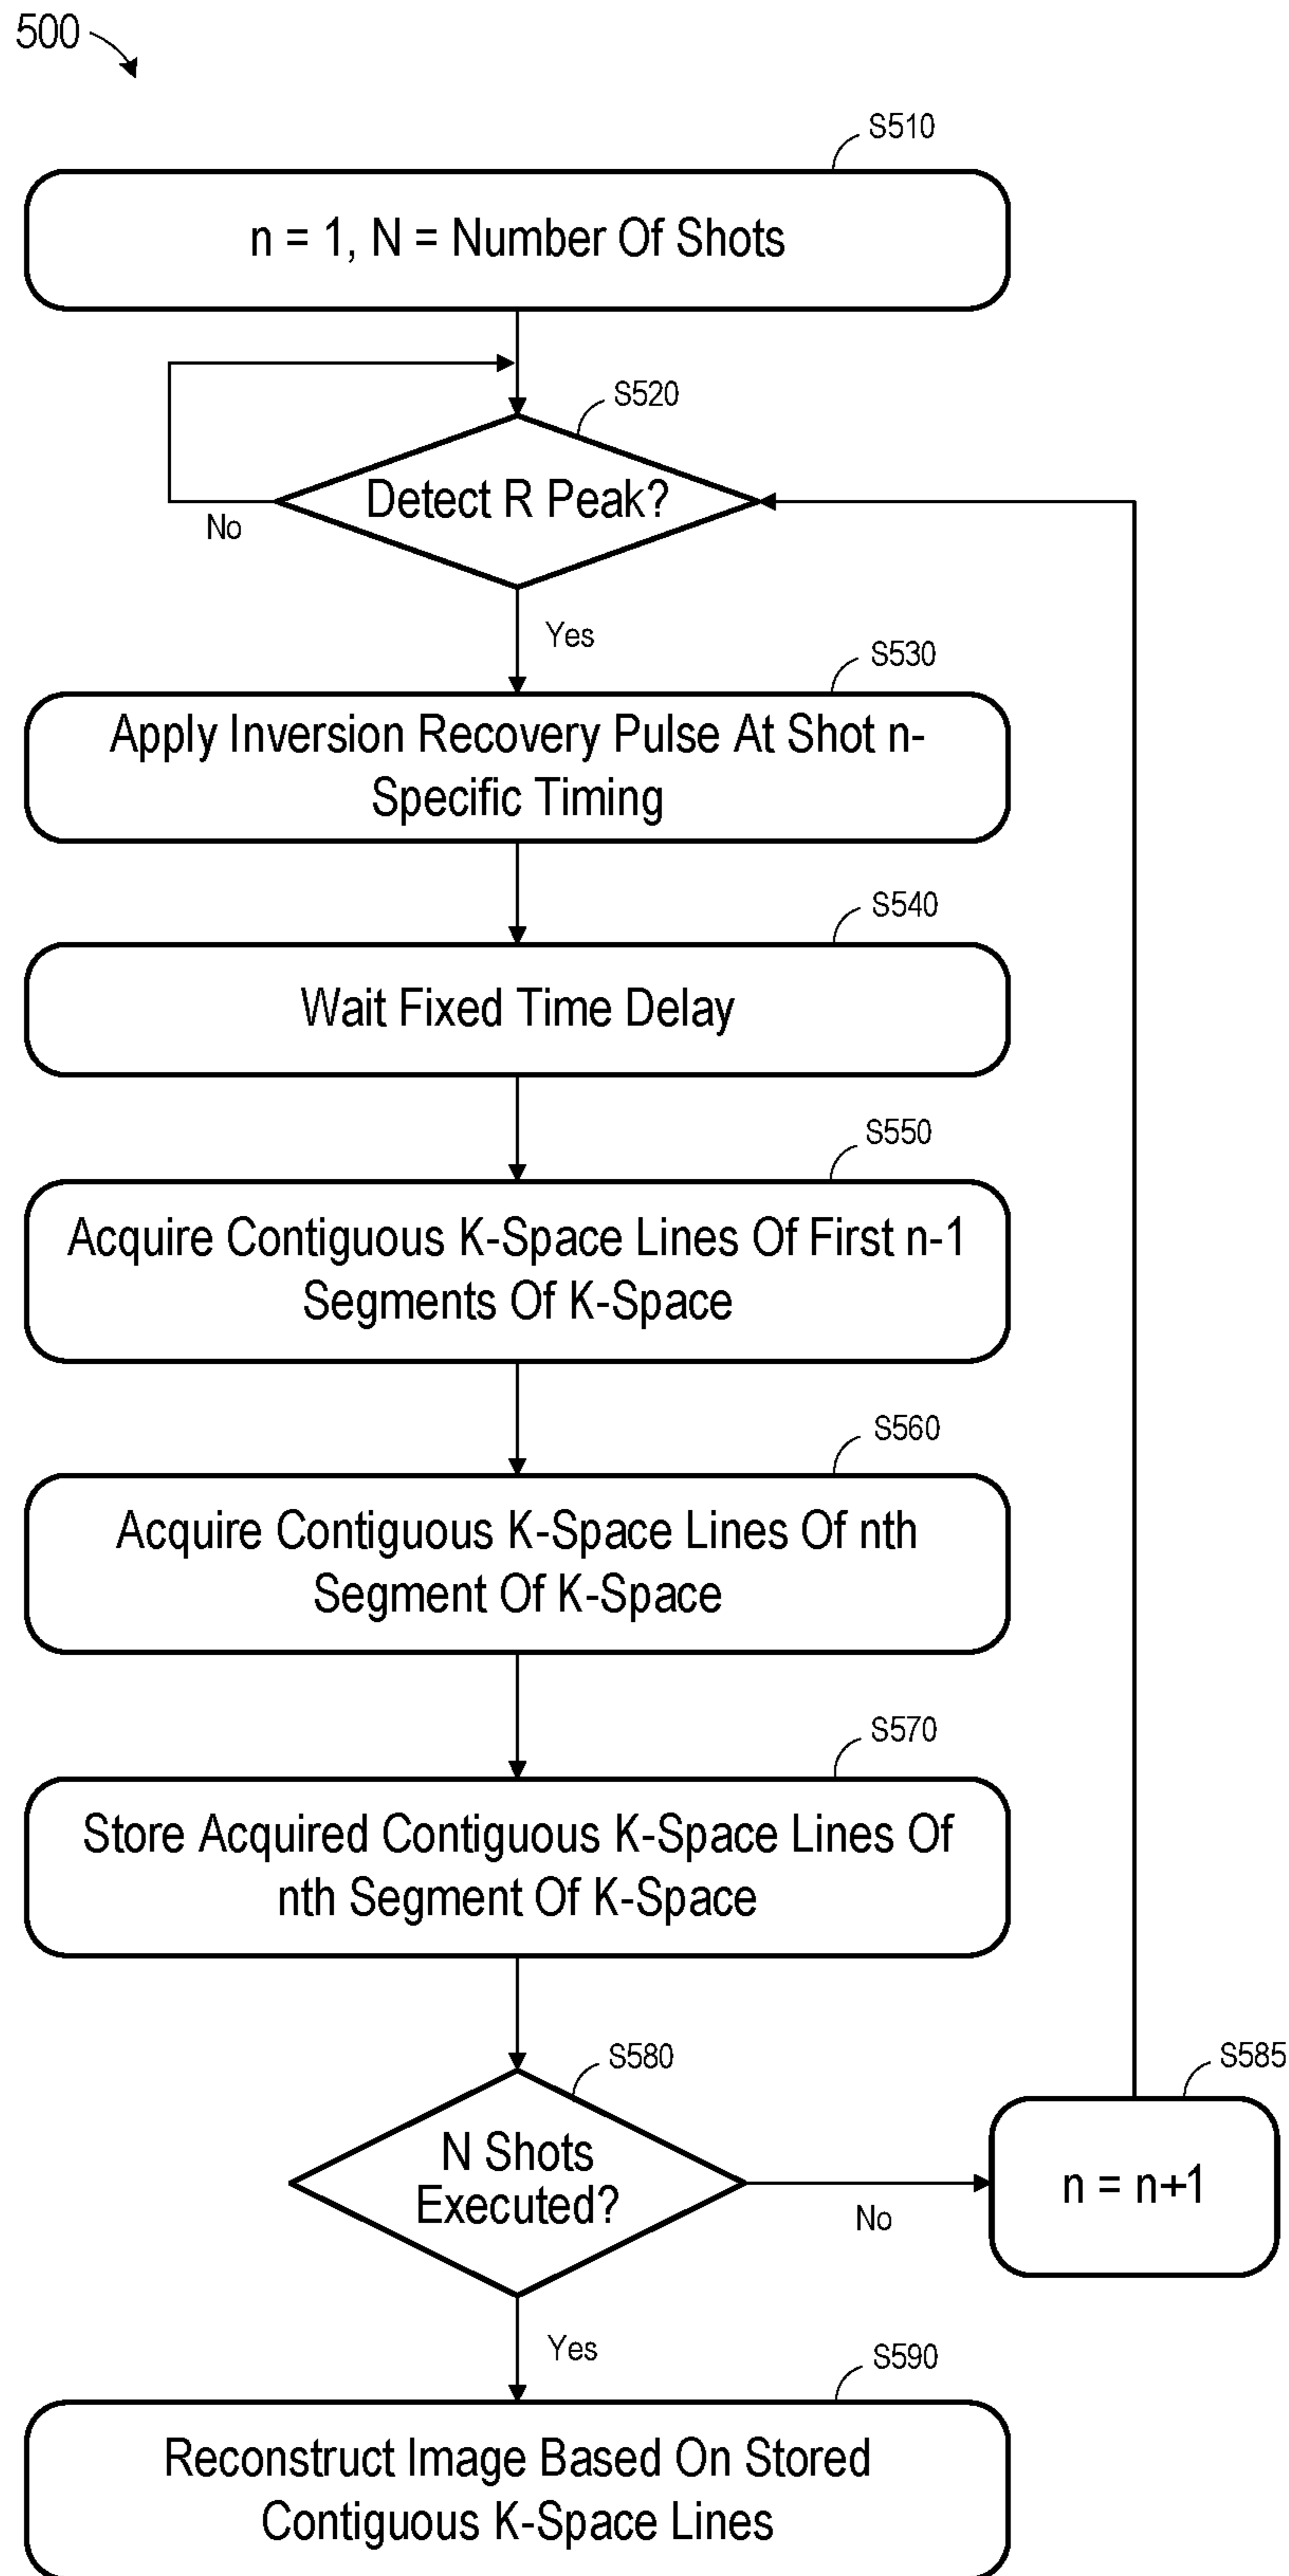 500
S510
n = 1, N = Number Of Shots
S520
Detect R Peak?
No
Yes
S530
Apply Inversion Recovery Pulse At Shot n-
Specific Timing
S540
Wait Fixed Time Delay
S550
Acquire Contiguous K-Space Lines Of First n-1
Segments Of K-Space
S560
Acquire Contiguous K-Space Lines Of nth
Segment Of K-Space
S570
Store Acquired Contiguous K-Space Lines Of
nth Segment Of K-Space
S580
N Shots
Executed?
No
S585
n = n+1
Yes
S590
Reconstruct Image Based On Stored
Contiguous K-Space Lines